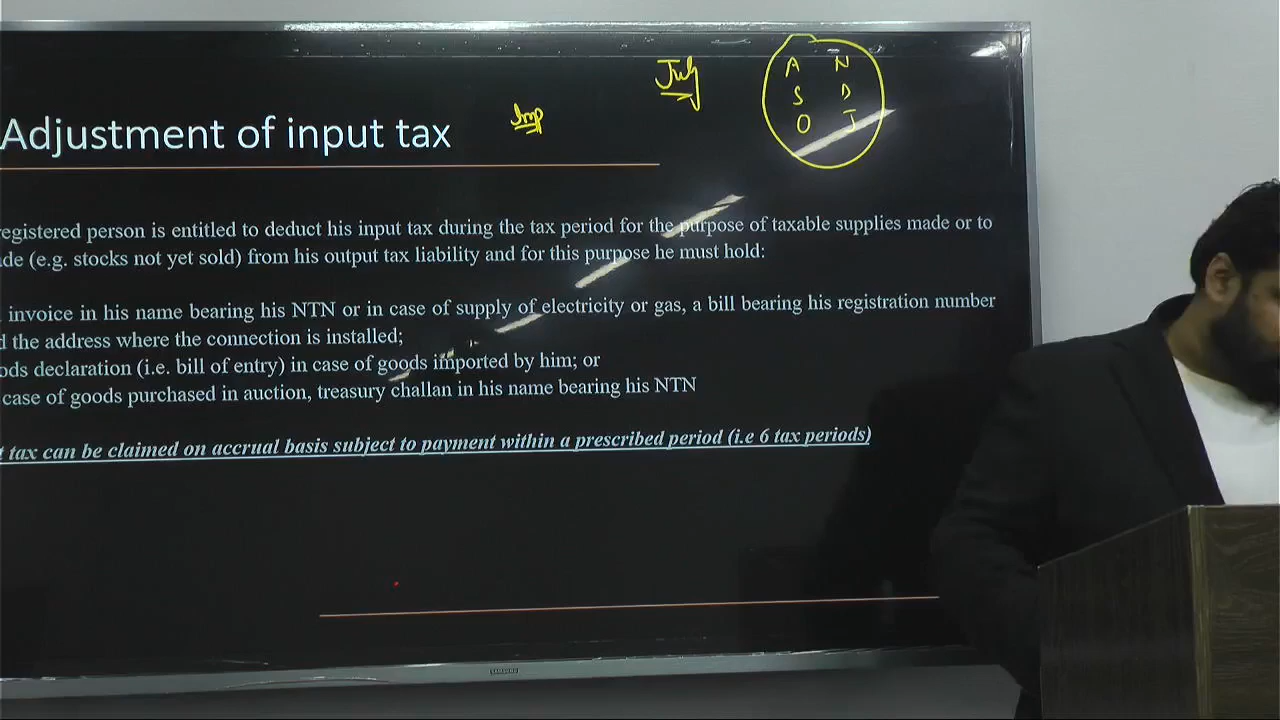 July
A N
S D
O J
Imp
Adjustment of input tax
registered person is entitled to deduct his input tax during the tax period for the purpose of taxable supplies made or to
de (e.g. stocks not yet sold) from his output tax liability and for this purpose he must hold:
invoice in his name bearing his NTN or in case of supply of electricity or gas, a bill bearing his registration number
d the address where the connection is installed;
ods declaration (i.e. bill of entry) in case of goods imported by him; or
case of goods purchased in auction, treasury challan in his name bearing his NTN
t tax can be claimed on accrual basis subject to payment within a prescribed period (i.e 6 tax periods)
SAMSUNG